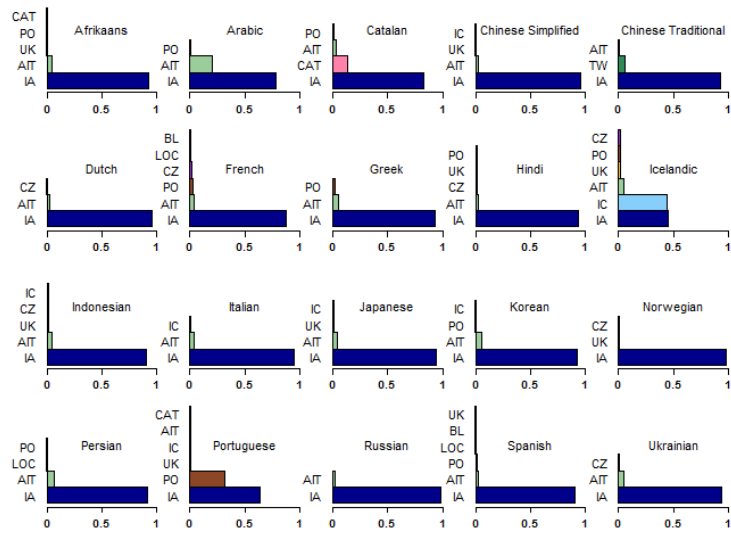 CAT
PO
UK
AIT
IA
Afrikaans
0 0.5 1
PO
AIT
IA
Arabic
0 0.5 1
PO
AIT
CAT
IA
Catalan
0 0.5 1
IC
UK
AIT
IA
Chinese Simplified
0 0.5 1
AIT
TW
IA
Chinese Traditional
0 0.5 1
CZ
AIT
IA
Dutch
0 0.5 1
BL
LOC
CZ
PO
AIT
IA
French
0 0.5 1
PO
AIT
IA
Greek
0 0.5 1
PO
UK
CZ
AIT
IA
Hindi
0 0.5 1
CZ
PO
UK
AIT
IC
IA
Icelandic
0 0.5 1
IC
CZ
UK
AIT
IA
Indonesian
0 0.5 1
IC
AIT
IA
Italian
0 0.5 1
IC
UK
AIT
IA
Japanese
0 0.5 1
IC
PO
AIT
IA
Korean
0 0.5 1
CZ
UK
IA
Norwegian
0 0.5 1
PO
LOC
AIT
IA
Persian
0 0.5 1
CAT
AIT
IC
UK
PO
IA
Portuguese
0 0.5 1
AIT
IA
Russian
0 0.5 1
UK
BL
LOC
PO
AIT
IA
Spanish
0 0.5 1
CZ
AIT
IA
Ukrainian
0 0.5 1